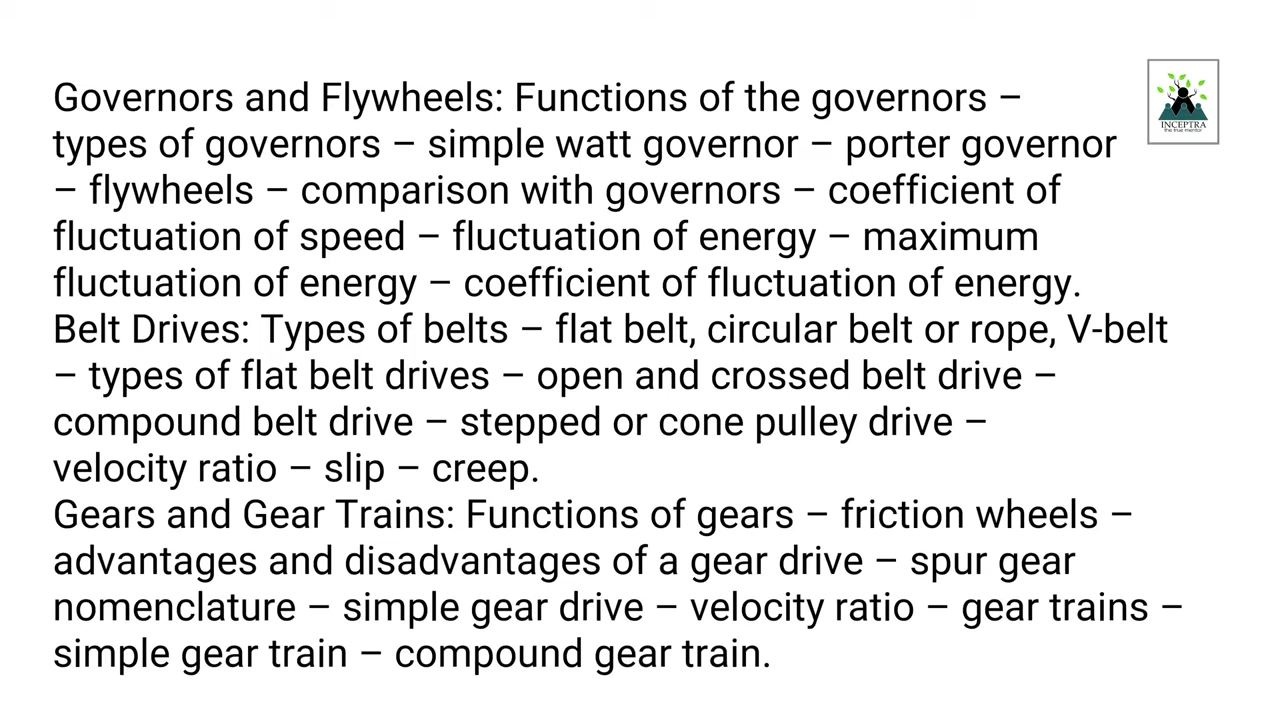 Governors and Flywheels: Functions of the governors –
types of governors – simple watt governor – porter governor
– flywheels – comparison with governors – coefficient of
fluctuation of speed – fluctuation of energy – maximum
fluctuation of energy – coefficient of fluctuation of energy.
Belt Drives: Types of belts – flat belt, circular belt or rope, V-belt
– types of flat belt drives – open and crossed belt drive –
compound belt drive – stepped or cone pulley drive –
velocity ratio – slip – creep.
Gears and Gear Trains: Functions of gears – friction wheels –
advantages and disadvantages of a gear drive – spur gear
nomenclature – simple gear drive – velocity ratio – gear trains –
simple gear train – compound gear train.
INCEPTRA
the true mentor